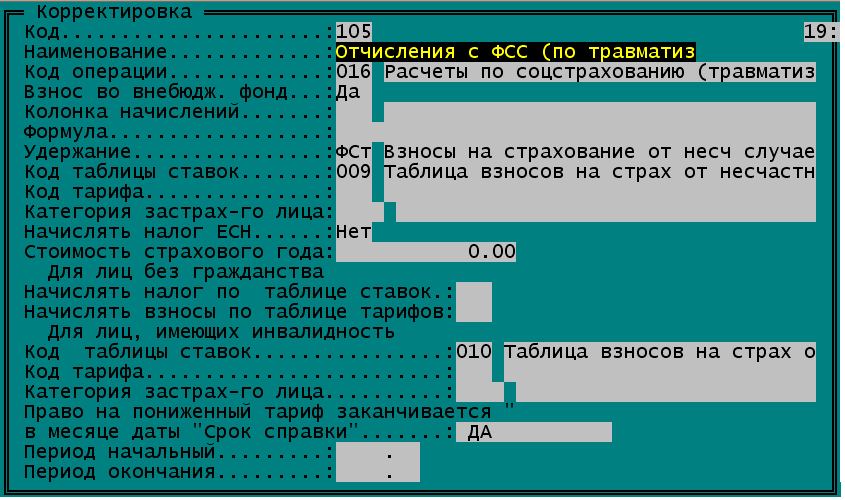 Корректировка
Код......................:105 19:
Наименование.............:Отчисления с ФСС (по травматиз
Код операции.............:016 Расчеты по соцстрахованию (травматиз
Взнос во внебюдж. фонд...:Да
Колонка начислений.......:
Формула..................:
Удержание................:ФСт Взносы на страхование от несч случае
Код таблицы ставок.......:009 Таблица взносов на страх от несчастн
Код тарифа...............:
Категория застрах-го лица:
Начислять налог ЕСН......:Нет
Стоимость страхового года: 0.00
Для лиц без гражданства
Начислять налог по таблице ставок.:
Начислять взносы по таблице тарифов:
Для лиц, имеющих инвалидность
Код таблицы ставок.................:010 Таблица взносов на страх о
Код тарифа.........................:
Категория застрах-го лица..........:
Право на пониженный тариф заканчивается "
в месяце даты "Срок справки".......: ДА
Период начальный.........: .
Период окончания.........: .